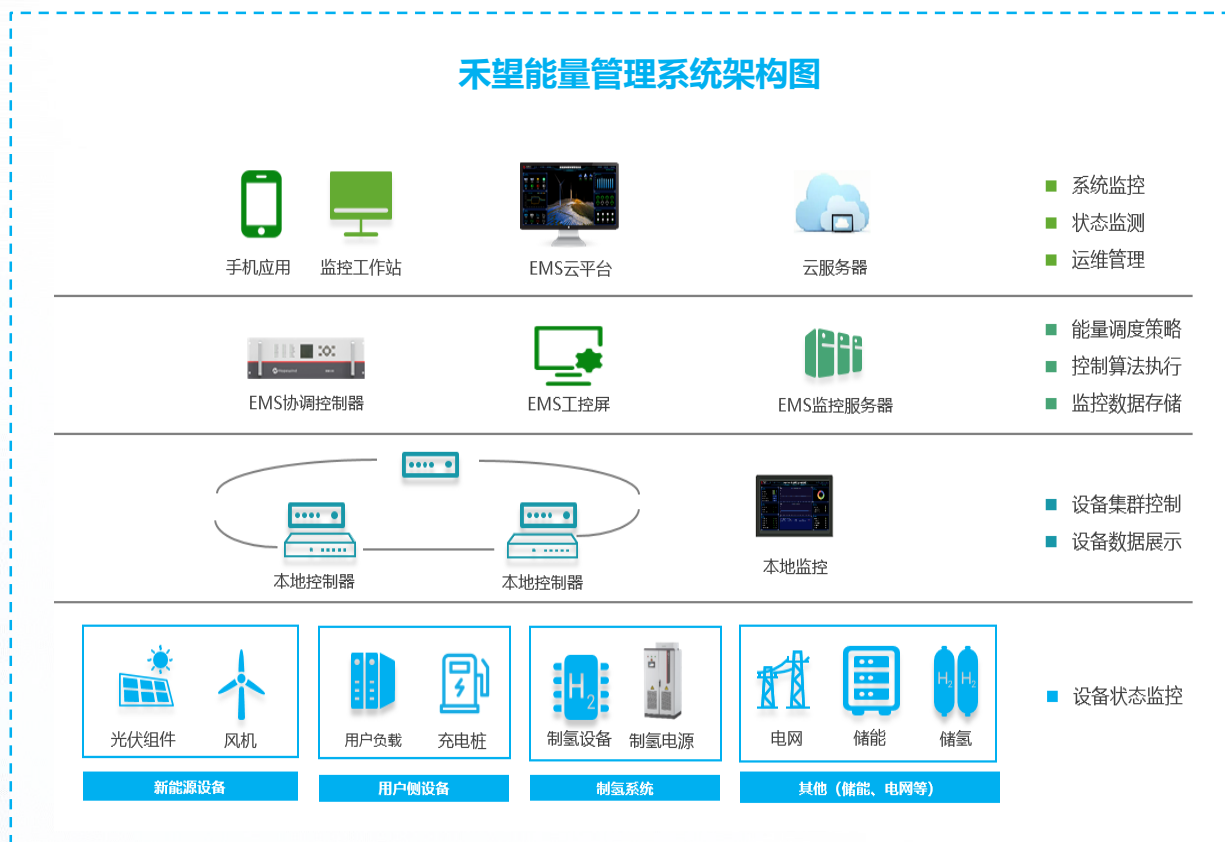 禾望能量管理系统架构图
手机应用 监控工作站 EMS云平台 云服务器
系统监控
状态监测
运维管理
EMS协调控制器 EMS工控屏 EMS监控服务器
能量调度策略
控制算法执行
监控数据存储
本地控制器 本地控制器 本地监控
设备集群控制
设备数据展示
H2 H2 H2
光伏组件 风机 用户负载 充电桩 制氢设备 制氢电源 电网 储能 储氢
设备状态监控
新能源设备 用户侧设备 制氢系统 其他（储能、电网等）